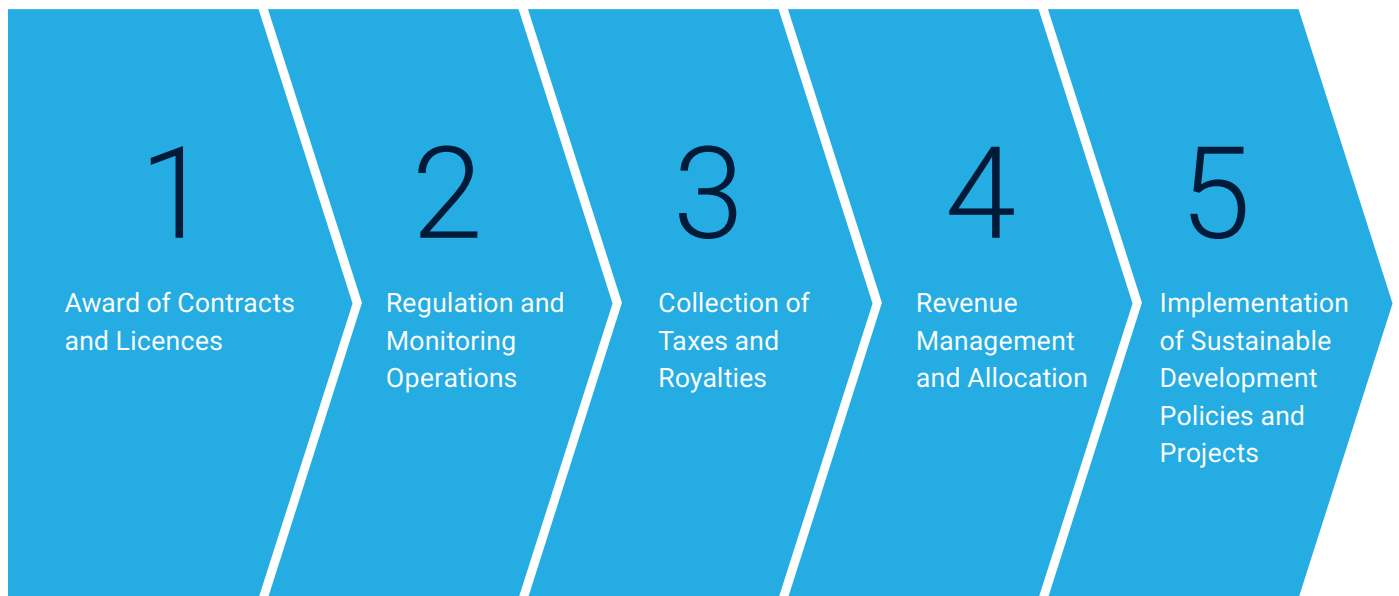 1
Award of Contracts
and Licences
2
Regulation and
Monitoring
Operations
3
Collection of
Taxes and
Royalties
4
Revenue
Management
and Allocation
5
Implementation
of Sustainable
Development
Policies and
Projects